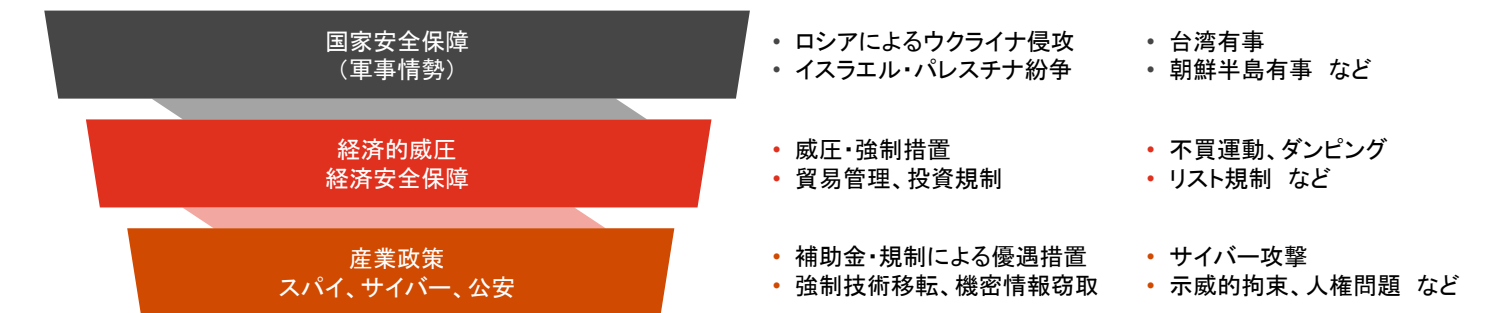 国家安全保障
（軍事情勢）
• ロシアによるウクライナ侵攻
• イスラエル・パレスチナ紛争
• 台湾有事
• 朝鮮半島有事　など
経済的威圧
経済安全保障
• 威圧・強制措置
• 貿易管理、投資規制
• 不買運動、ダンピング
• リスト規制　など
産業政策
スパイ、サイバー、公安
• 補助金・規制による優遇措置
• 強制技術移転、機密情報窃取
• サイバー攻撃
• 示威的拘束、人権問題　など